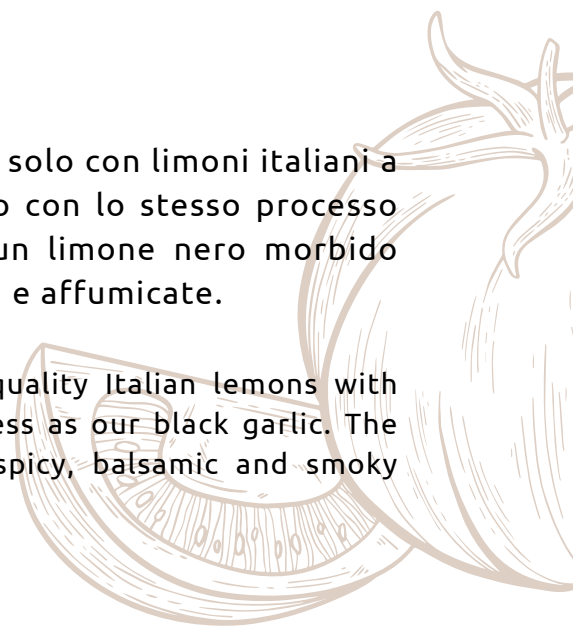 solo con limoni italiani a
con lo stesso processo
un limone nero morbido
e affumicate.
quality Italian lemons with
as our black garlic. The
spicy, balsamic and smoky